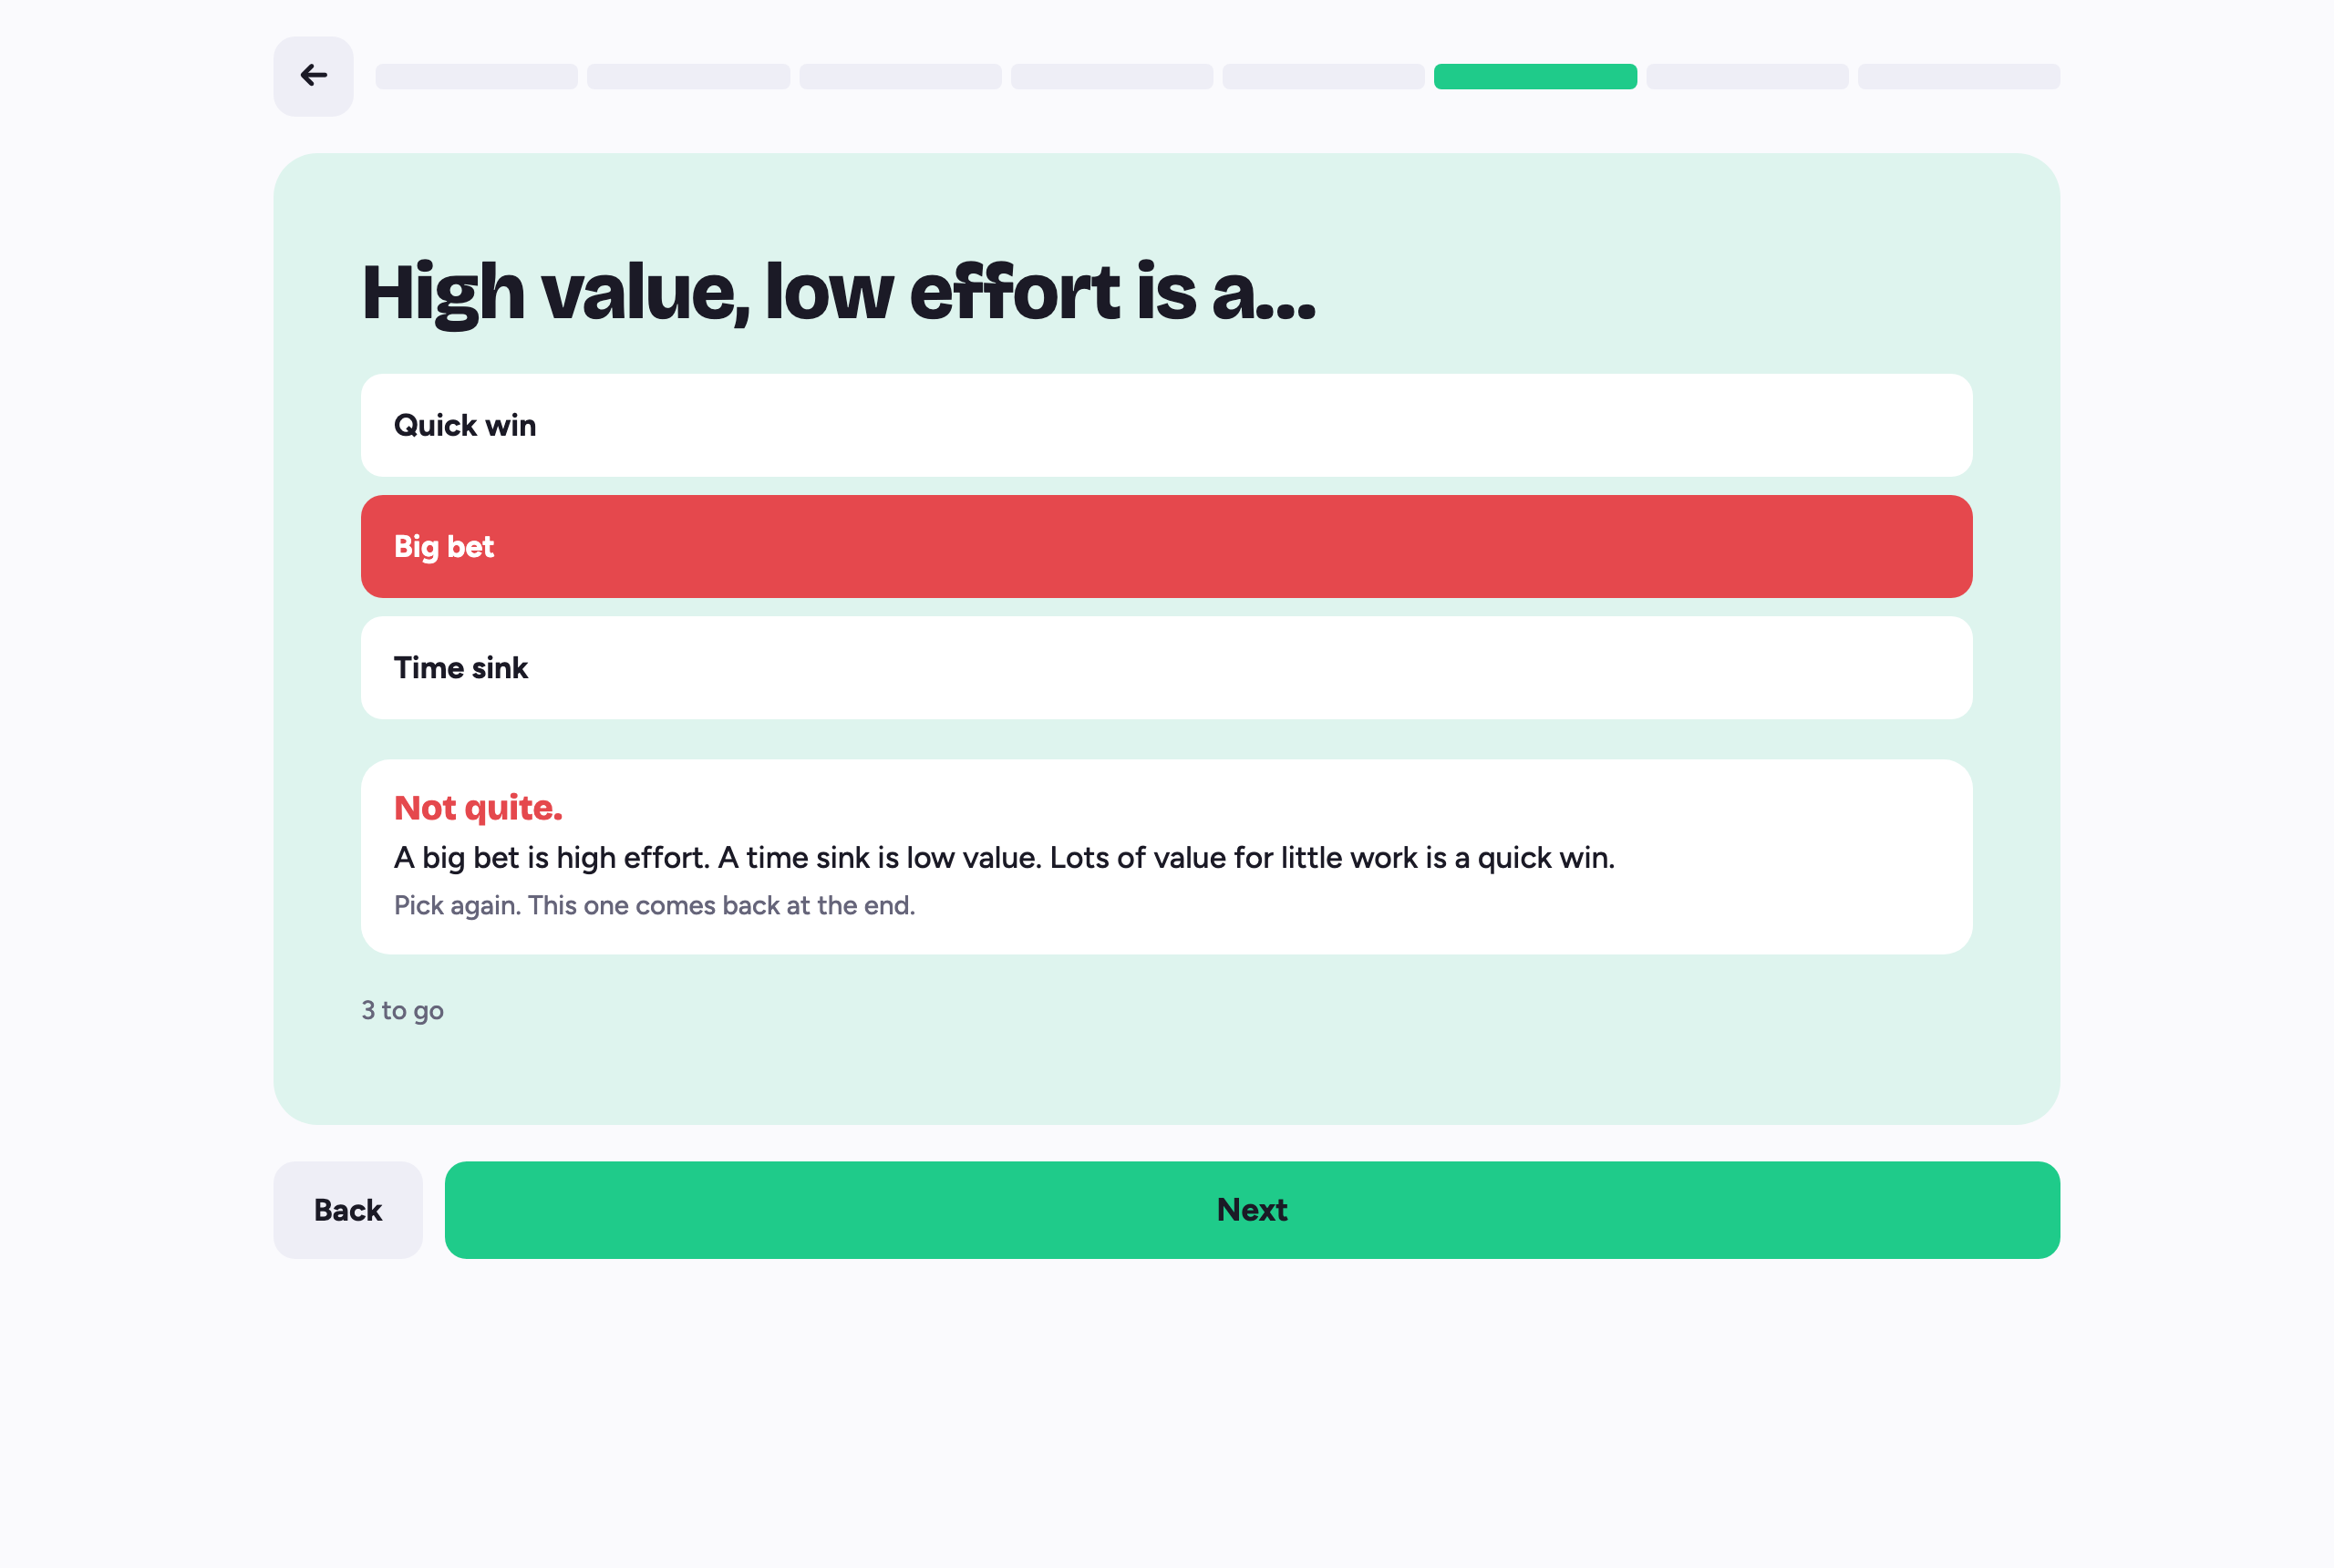 High value, low effort is a...
Quick win
Big bet
Time sink
Not quite.
A big bet is high effort. A time sink is low value. Lots of value for little work is a quick win.
Pick again. This one comes back at the end.
3 to go
Back
Next